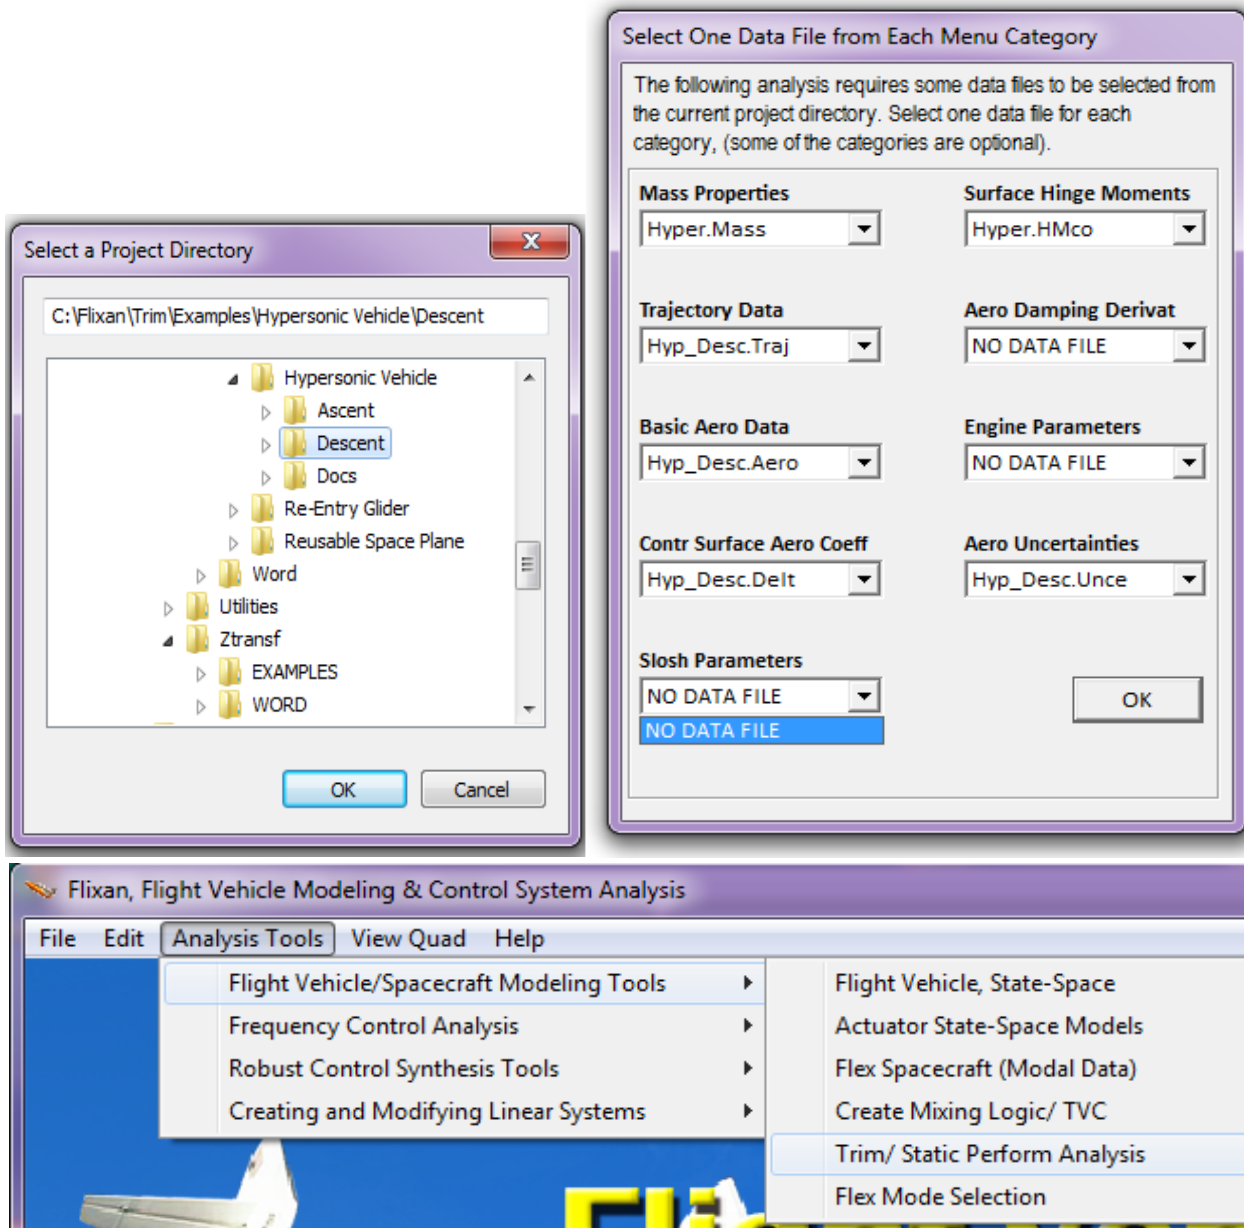 Select a Project Directory
C:\Flixan\Trim\Examples\Hypersonic Vehicle\Descent
Hypersonic Vehicle
Ascent
Descent
Docs
Re-Entry Glider
Reusable Space Plane
Word
Utilities
Ztransf
EXAMPLES
WORD
OK
Cancel
Select One Data File from Each Menu Category
The following analysis requires some data files to be selected from
the current project directory. Select one data file for each
category, (some of the categories are optional).
Mass Properties
Hyper.Mass
Surface Hinge Moments
Hyper.HMco
Trajectory Data
Hyp_Desc.Traj
Aero Damping Derivat
NO DATA FILE
Basic Aero Data
Hyp_Desc.Aero
Engine Parameters
NO DATA FILE
Contr Surface Aero Coeff
Hyp_Desc.Delt
Aero Uncertainties
Hyp_Desc.Unce
Slosh Parameters
NO DATA FILE
NO DATA FILE
OK
Flixan, Flight Vehicle Modeling & Control System Analysis
File Edit Analysis Tools View Quad Help
Flight Vehicle/Spacecraft Modeling Tools
Frequency Control Analysis
Robust Control Synthesis Tools
Creating and Modifying Linear Systems
Flight Vehicle, State-Space
Actuator State-Space Models
Flex Spacecraft (Modal Data)
Create Mixing Logic/ TVC
Trim/ Static Perform Analysis
Flex Mode Selection